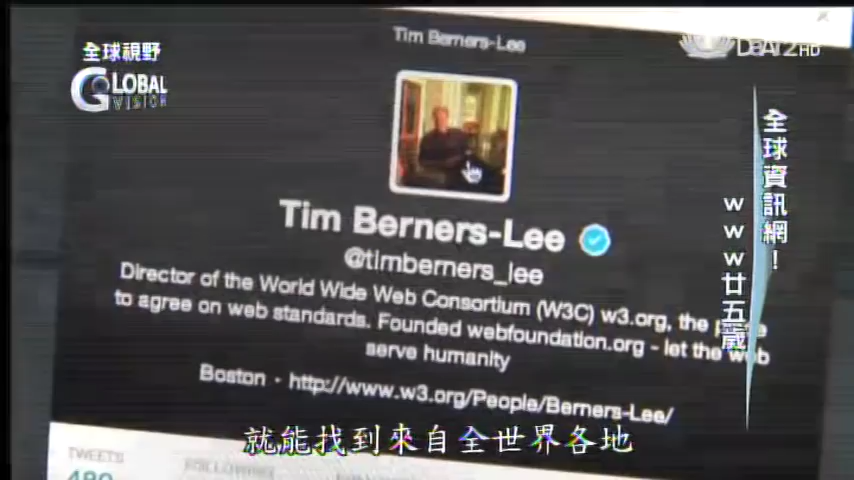 Tim Berners-Lee
全球視野
GLOBAL
VISION
HD
全球資訊網！
www廿五歲
Tim Berners-Lee
@timberners_lee
Director of the World Wide Web Consortium (W3C) w3.org, the
to agree on web standards. Founded webfoundation.org - let the web
serve humanity
Boston · http://www.w3.org/People/Berners-Lee/
就能找到來自全世界各地
TWEETS
FOLLOWING